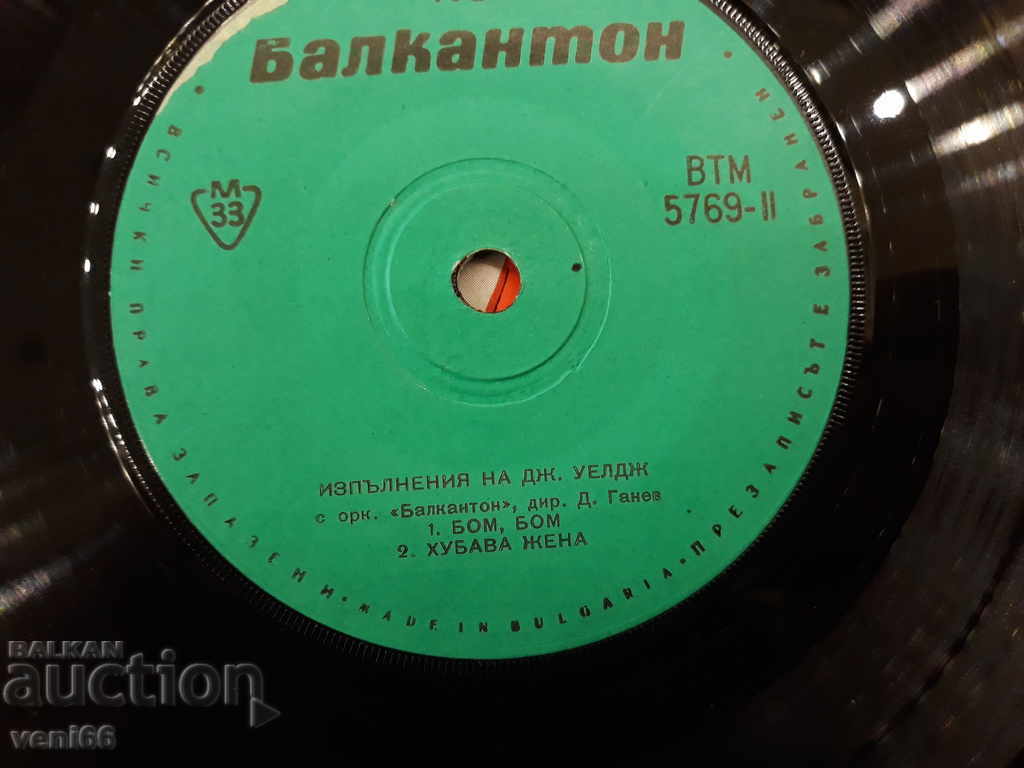 Балкантон
М
33
ВТМ
5769-II
ИЗПЪЛНЕНИЯ НА ДЖ. УЕЛДЖ
с орк. «Балкантон», дир. Д. Ганев
1. БОМ, БОМ
2. ХУБАВА ЖЕНА
• ВСИЧКИ ПРАВА ЗАПАЗЕНИ • MADE IN BULGARIA • ПРЕЗАПИСЪТ Е ЗАБРАНЕН •
BALKAN
auction
veni66